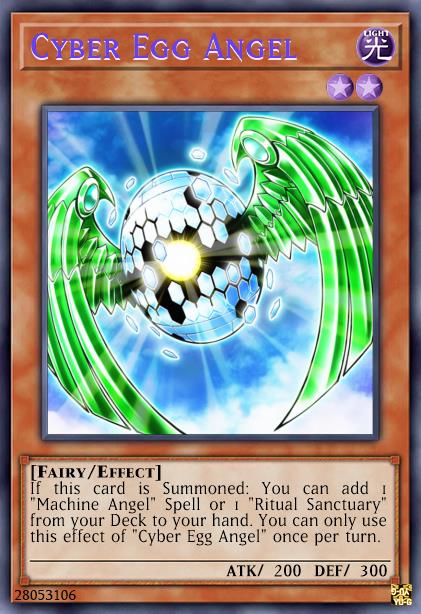 Cyber Egg Angel
LIGHT
光
[Fairy/Effect]
If this card is Summoned: You can add 1
"Machine Angel" Spell or 1 "Ritual Sanctuary"
from your Deck to your hand. You can only use
this effect of "Cyber Egg Angel" once per turn.
ATK/ 200 DEF/ 300
28053106